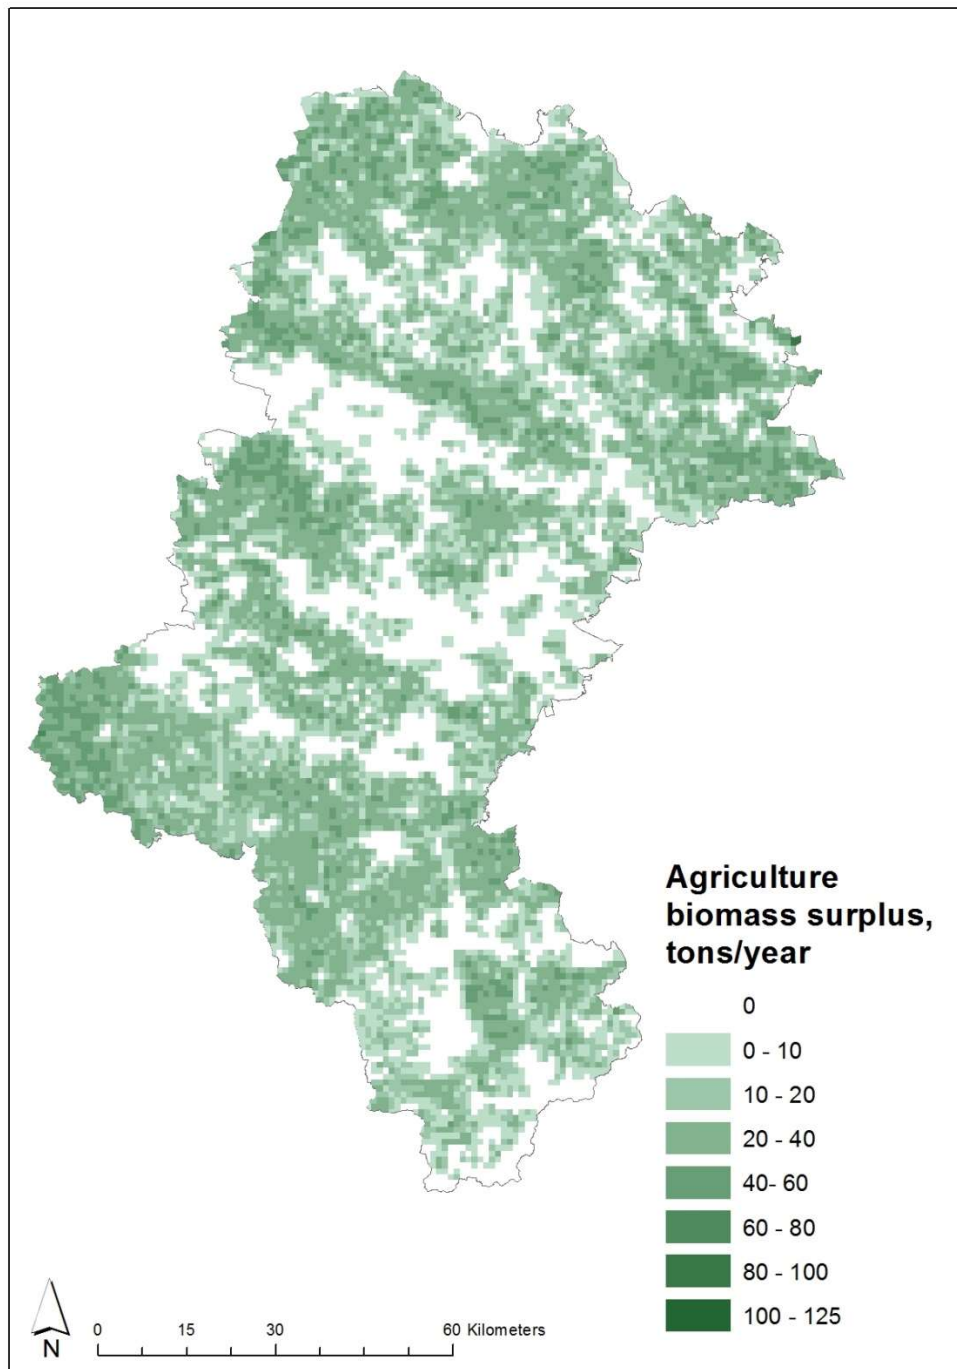 Agriculture
biomass surplus,
tons/year
0
0 - 10
10 - 20
20 - 40
40- 60
60 - 80
80 - 100
100 - 125
N
0 15 30 60 Kilometers